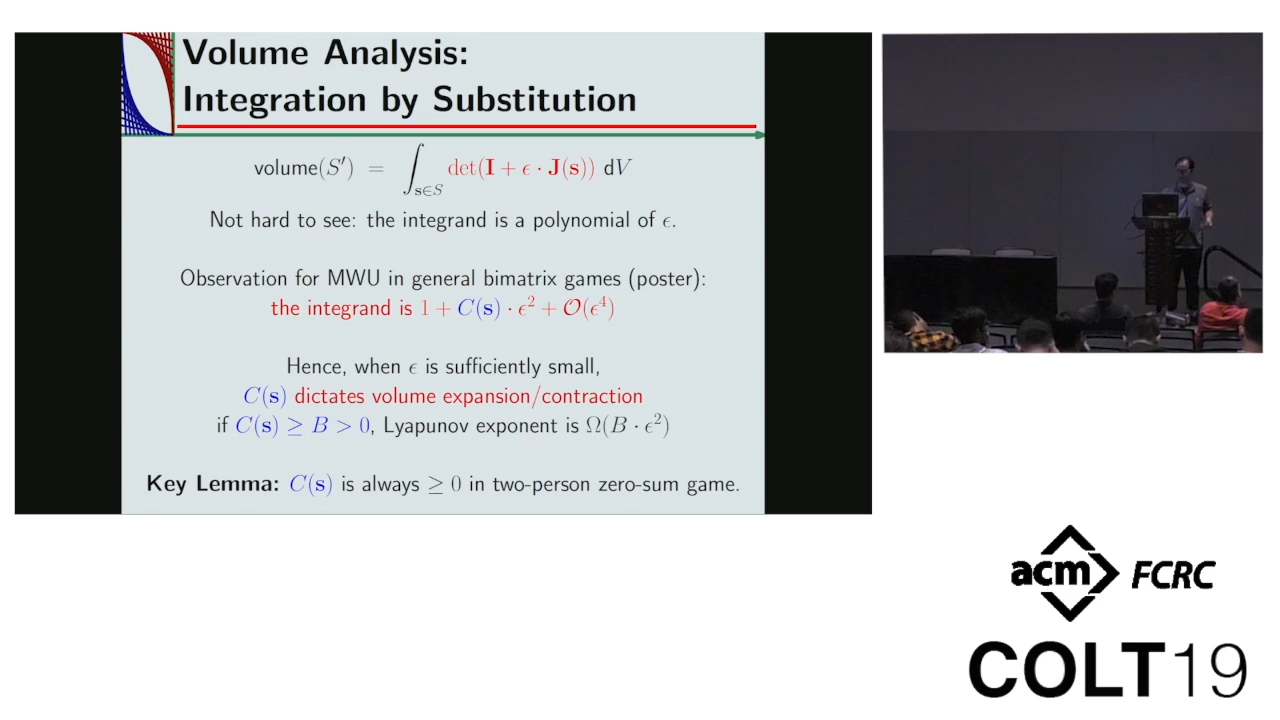 Volume Analysis:
Integration by Substitution
volume(S′) = ∫_{s∈S} det(I + ϵ · J(s)) dV
Not hard to see: the integrand is a polynomial of ϵ.
Observation for MWU in general bimatrix games (poster):
the integrand is 1 + C(s) · ϵ² + O(ϵ⁴)
Hence, when ϵ is sufficiently small,
C(s) dictates volume expansion/contraction
if C(s) ≥ B > 0, Lyapunov exponent is Ω(B · ϵ²)
Key Lemma: C(s) is always ≥ 0 in two-person zero-sum game.
acm FCRC
COLT19